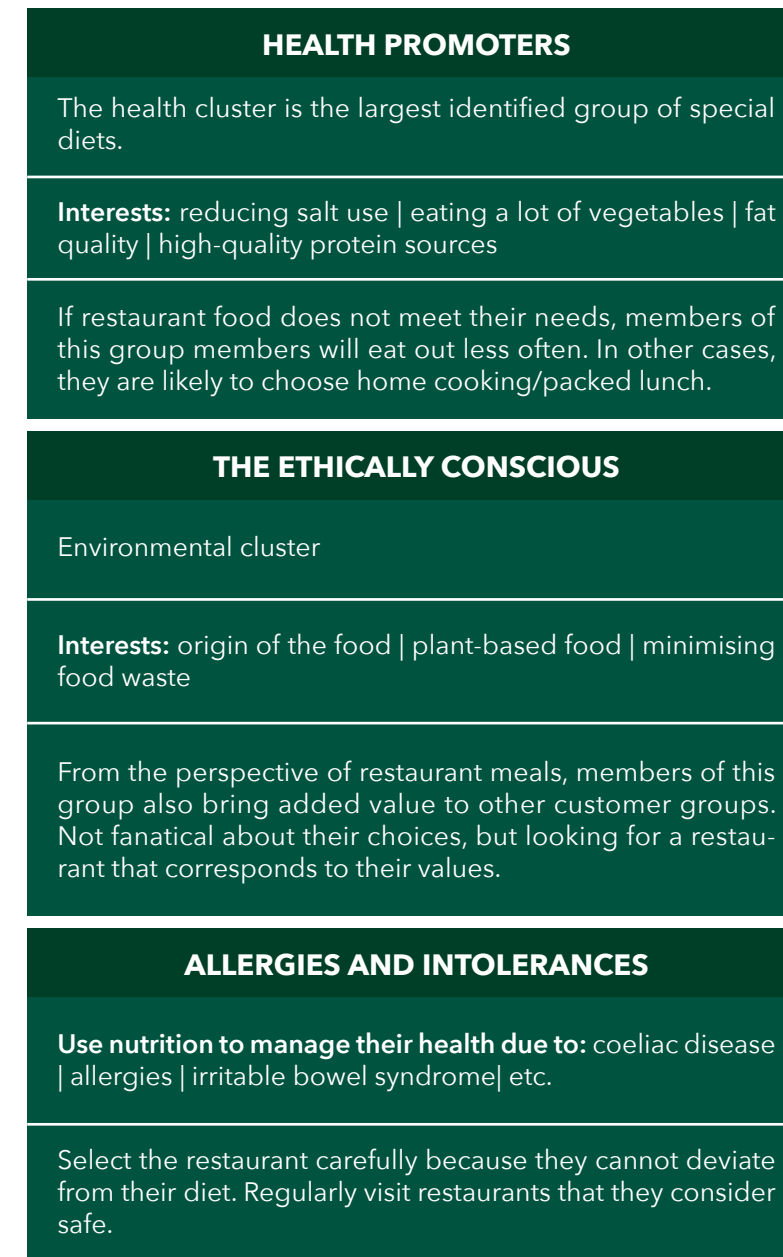 HEALTH PROMOTERS
The health cluster is the largest identified group of special
diets.
Interests: reducing salt use | eating a lot of vegetables | fat
quality | high-quality protein sources
If restaurant food does not meet their needs, members of
this group members will eat out less often. In other cases,
they are likely to choose home cooking/packed lunch.
THE ETHICALLY CONSCIOUS
Environmental cluster
Interests: origin of the food | plant-based food | minimising
food waste
From the perspective of restaurant meals, members of this
group also bring added value to other customer groups.
Not fanatical about their choices, but looking for a restau-
rant that corresponds to their values.
ALLERGIES AND INTOLERANCES
Use nutrition to manage their health due to: coeliac disease
| allergies | irritable bowel syndrome| etc.
Select the restaurant carefully because they cannot deviate
from their diet. Regularly visit restaurants that they consider
safe.